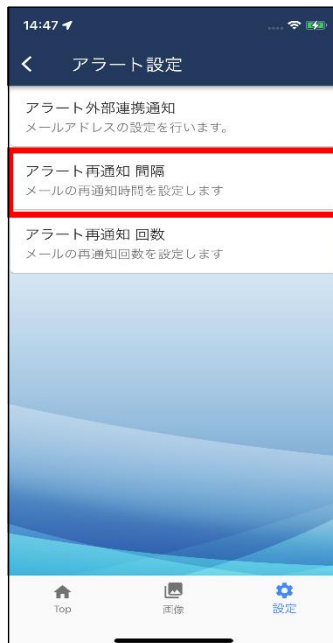 14:47
アラート設定
アラート外部連携通知
メールアドレスの設定を行います。
アラート再通知 間隔
メールの再通知時間を設定します
アラート再通知 回数
メールの再通知回数を設定します
Top 画像 設定